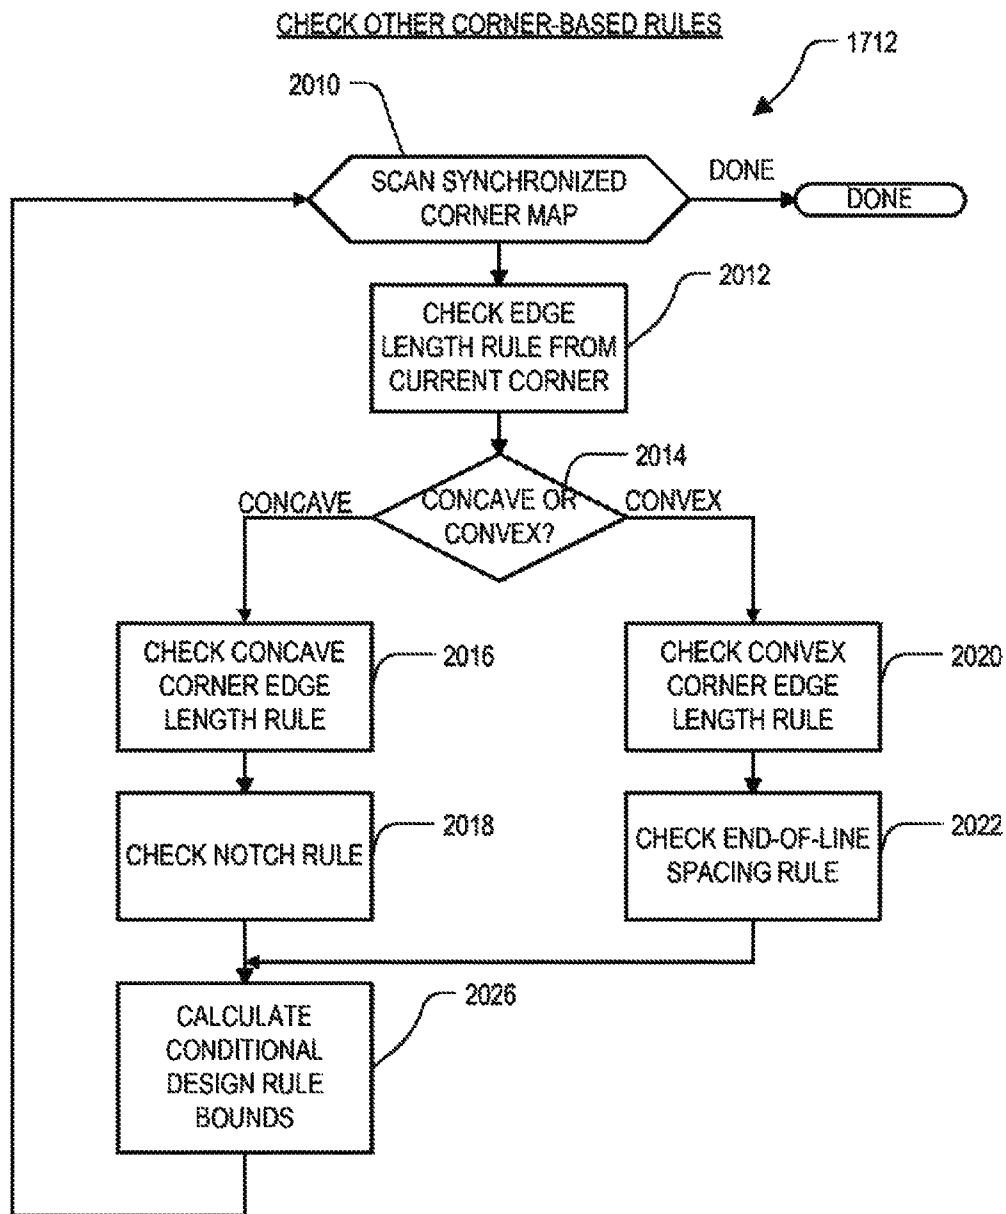 CHECK OTHER CORNER-BASED RULES
1712
2010
SCAN SYNCHRONIZED
CORNER MAP
DONE
DONE
2012
CHECK EDGE
LENGTH RULE FROM
CURRENT CORNER
2014
CONCAVE
CONCAVE OR
CONVEX?
CONVEX
CHECK CONCAVE
CORNER EDGE
LENGTH RULE
2016
CHECK CONVEX
CORNER EDGE
LENGTH RULE
2020
CHECK NOTCH RULE
2018
CHECK END-OF-LINE
SPACING RULE
2022
CALCULATE
CONDITIONAL
DESIGN RULE
BOUNDS
2026